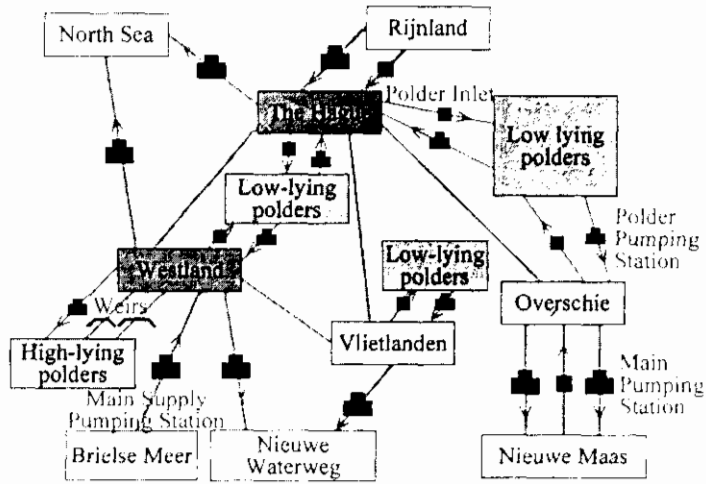 North Sea
Rijnland
The Hague
Polder Inlet
Low lying
polders
Low-lying
polders
Polder
Pumping
Station
Westlands
Low-lying
polders
Weirs
Overschie
High-lying
polders
Vlietlanden
Main Supply
Pumping Station
Main
Pumping
Station
Brielse Meer
Nieuwe
Waterweg
Nieuwe Maas